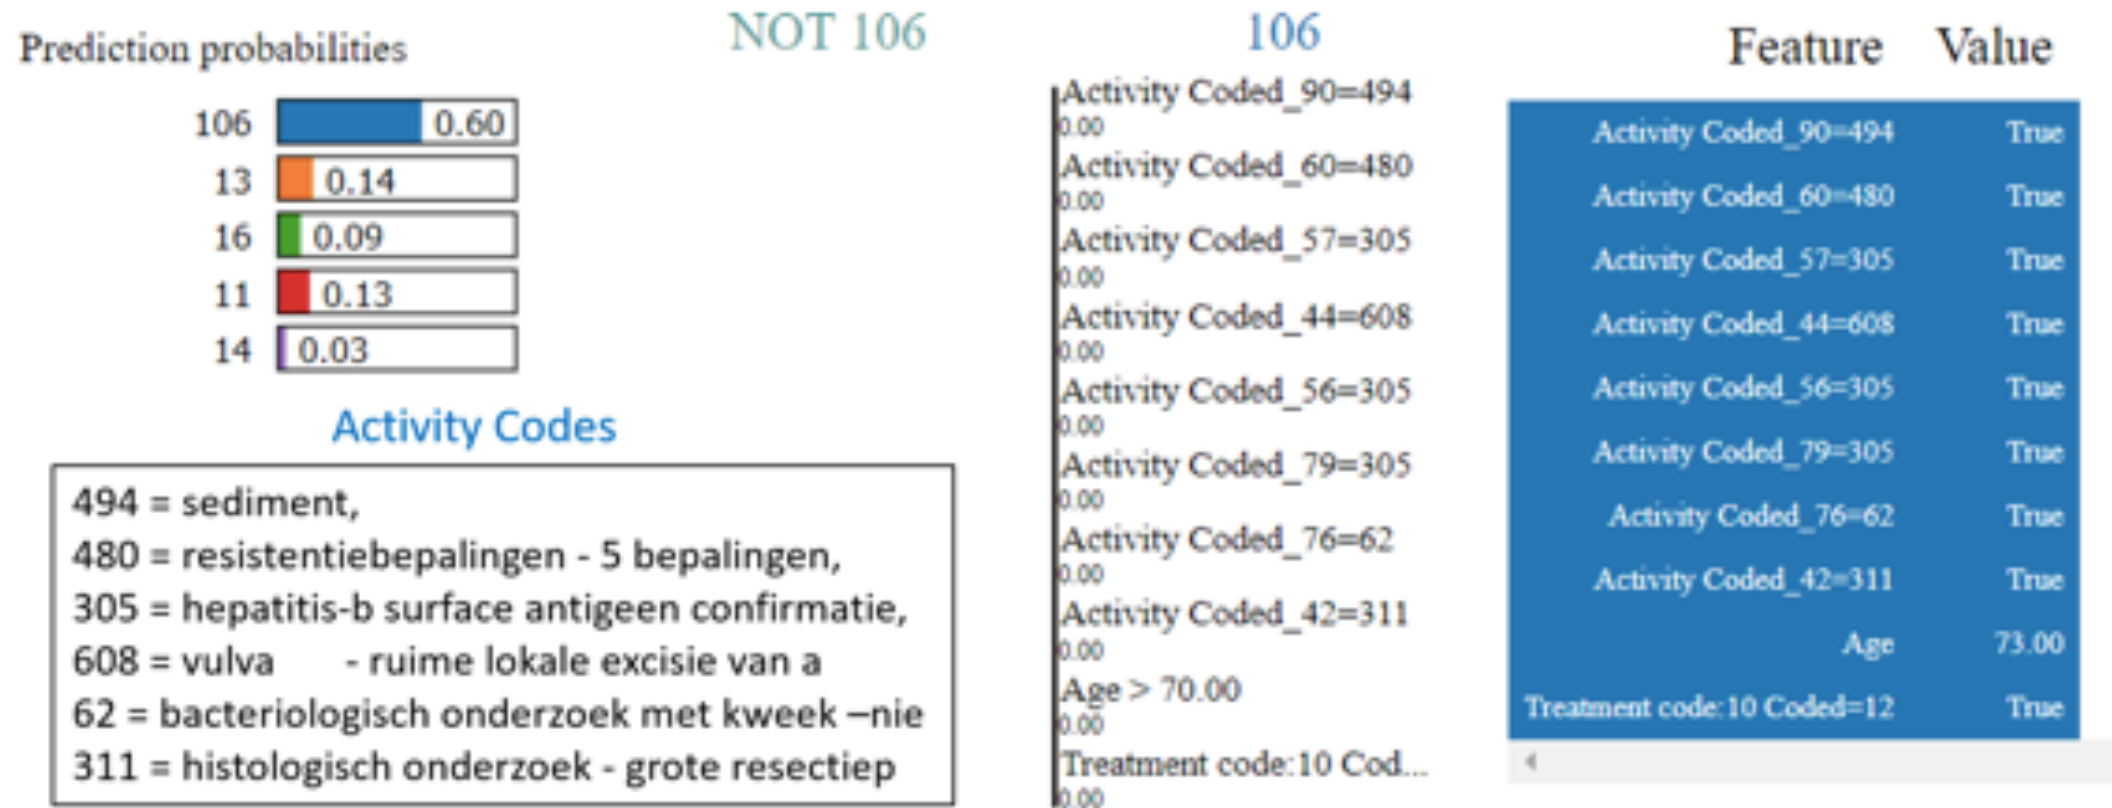 Prediction probabilities
106 0.60
13 0.14
16 0.09
11 0.13
14 0.03
Activity Codes
494 = sediment,
480 = resistentiebepalingen - 5 bepalingen,
305 = hepatitis-b surface antigeen confirmatie,
608 = vulva - ruime lokale excisie van a
62 = bacteriologisch onderzoek met kweek –nie
311 = histologisch onderzoek - grote resectiep
NOT 106 106
Activity Coded_90=494
0.00
Activity Coded_60=480
0.00
Activity Coded_57=305
0.00
Activity Coded_44=608
0.00
Activity Coded_56=305
0.00
Activity Coded_79=305
0.00
Activity Coded_76=62
0.00
Activity Coded_42=311
0.00
Age > 70.00
0.00
Treatment code:10 Cod...
0.00
Feature Value
Activity Coded_90=494 True
Activity Coded_60=480 True
Activity Coded_57=305 True
Activity Coded_44=608 True
Activity Coded_56=305 True
Activity Coded_79=305 True
Activity Coded_76=62 True
Activity Coded_42=311 True
Age 73.00
Treatment code:10 Coded=12 True